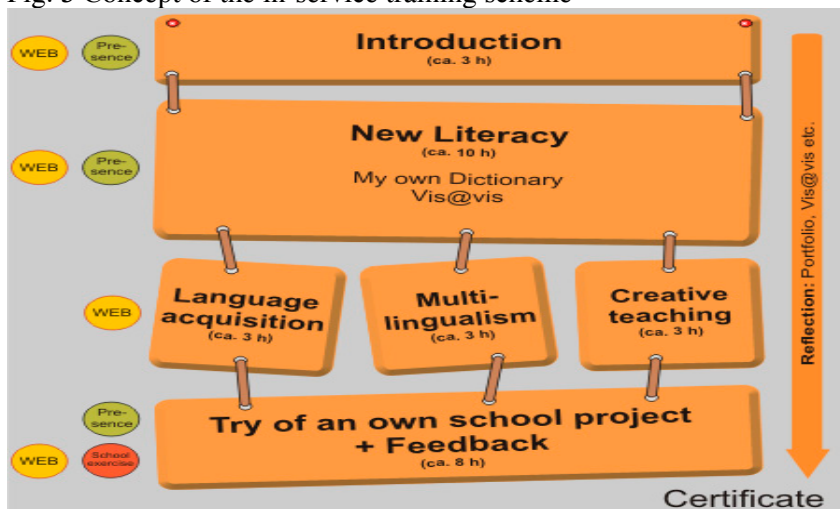 Fig. 3 Concept of the in-service training scheme
WEB
Pre-
sence
Introduction
(ca. 3 h)
WEB
Pre-
sence
New Literacy
(ca. 10 h)
My own Dictionary
Vis@vis
WEB
Language
acquisition
(ca. 3 h)
Multi-
lingualism
(ca. 3 h)
Creative
teaching
(ca. 3 h)
Pre-
sence
WEB
School
exercise
Try of an own school project
+ Feedback
(ca. 8 h)
Reflection: Portfolio, Vis@vis etc.
Certificate